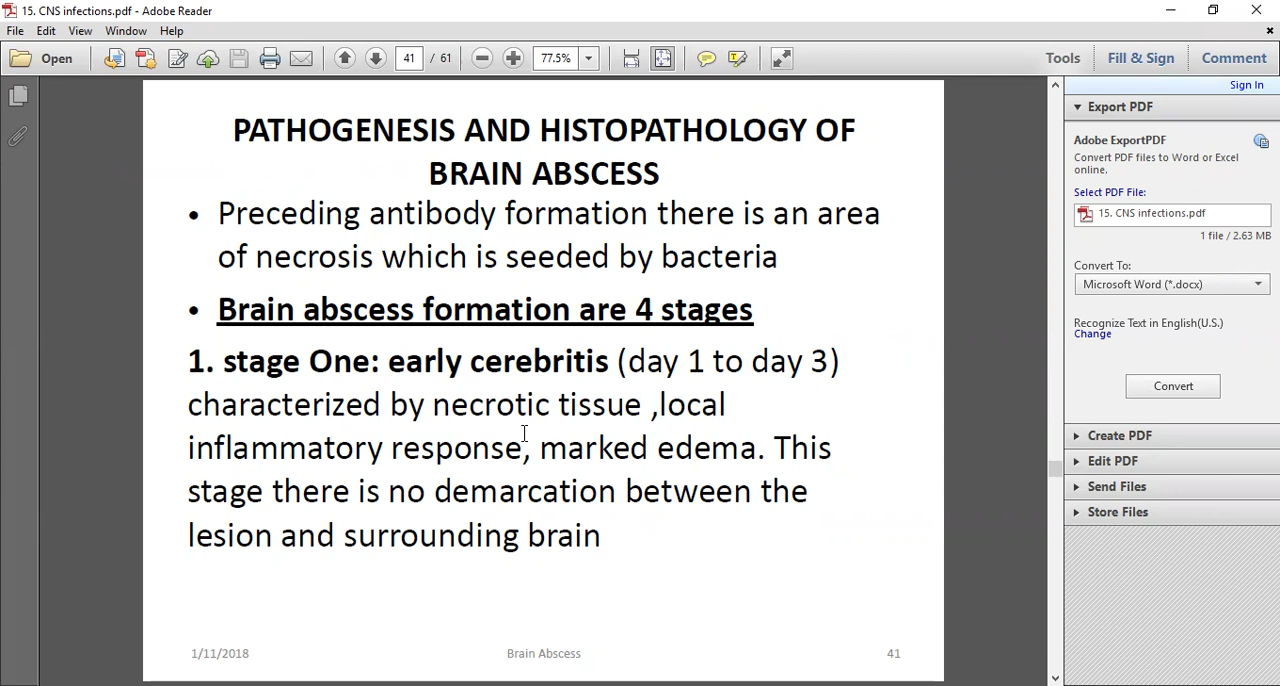 15. CNS infections.pdf - Adobe Reader
File Edit View Window Help
Open 41 / 61 77.5% Tools Fill & Sign Comment
Sign In
Export PDF
Adobe ExportPDF
Convert PDF files to Word or Excel
online.
Select PDF File:
15. CNS infections.pdf
1 file / 2.63 MB
Convert To:
Microsoft Word (*.docx)
Recognize Text in English(U.S.)
Change
Convert
Create PDF
Edit PDF
Send Files
Store Files
PATHOGENESIS AND HISTOPATHOLOGY OF
BRAIN ABSCESS
• Preceding antibody formation there is an area
of necrosis which is seeded by bacteria
• Brain abscess formation are 4 stages
1. stage One: early cerebritis (day 1 to day 3)
characterized by necrotic tissue ,local
inflammatory response, marked edema. This
stage there is no demarcation between the
lesion and surrounding brain
1/11/2018 Brain Abscess 41